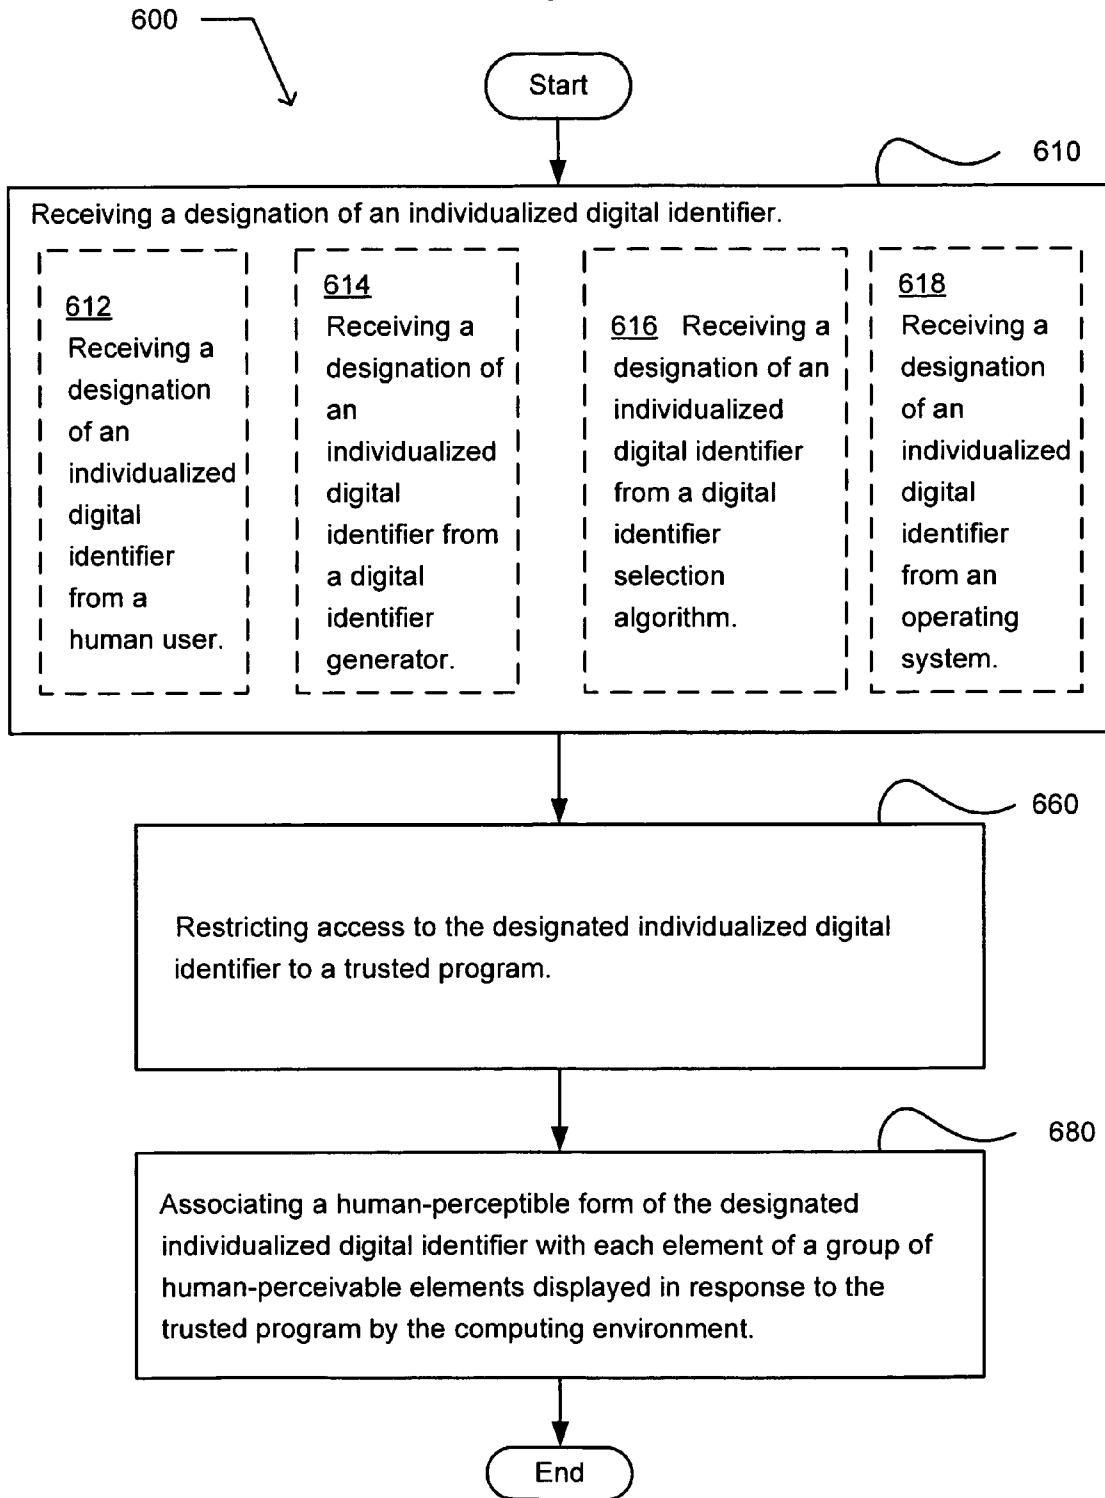 600
Start
610
Receiving a designation of an individualized digital identifier.
612
Receiving a
designation
of an
individualized
digital
identifier
from a
human user.
614
Receiving a
designation of
an
individualized
digital
identifier from
a digital
identifier
generator.
616 Receiving a
designation of an
individualized
digital identifier
from a digital
identifier
selection
algorithm.
618
Receiving a
designation
of an
individualized
digital
identifier
from an
operating
system.
660
Restricting access to the designated individualized digital
identifier to a trusted program.
680
Associating a human-perceptible form of the designated
individualized digital identifier with each element of a group of
human-perceivable elements displayed in response to the
trusted program by the computing environment.
End